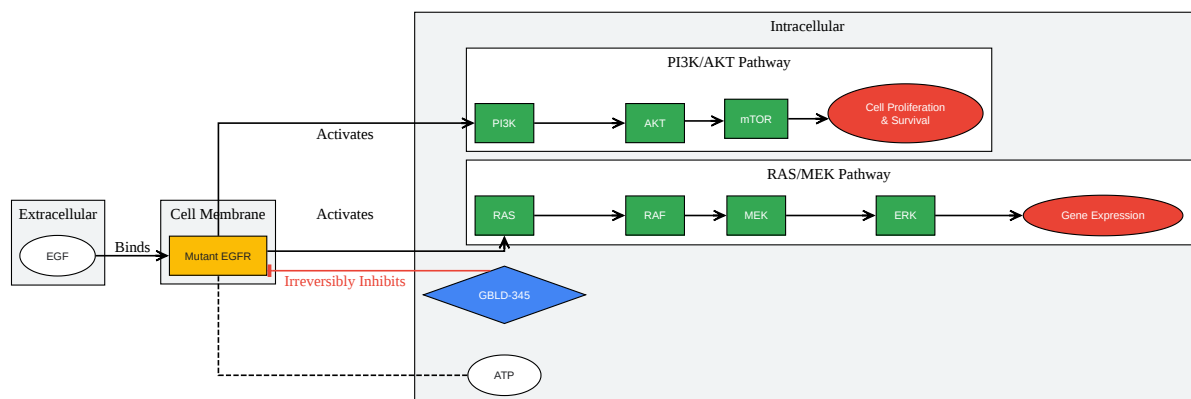 Intracellular
PI3K/AKT Pathway
PI3K
AKT
mTOR
Cell Proliferation
& Survival
Activates
RAS/MEK Pathway
RAS
RAF
MEK
ERK
Gene Expression
Activates
Extracellular
EGF
Binds
Cell Membrane
Mutant EGFR
Irreversibly Inhibits
GBLD-345
ATP